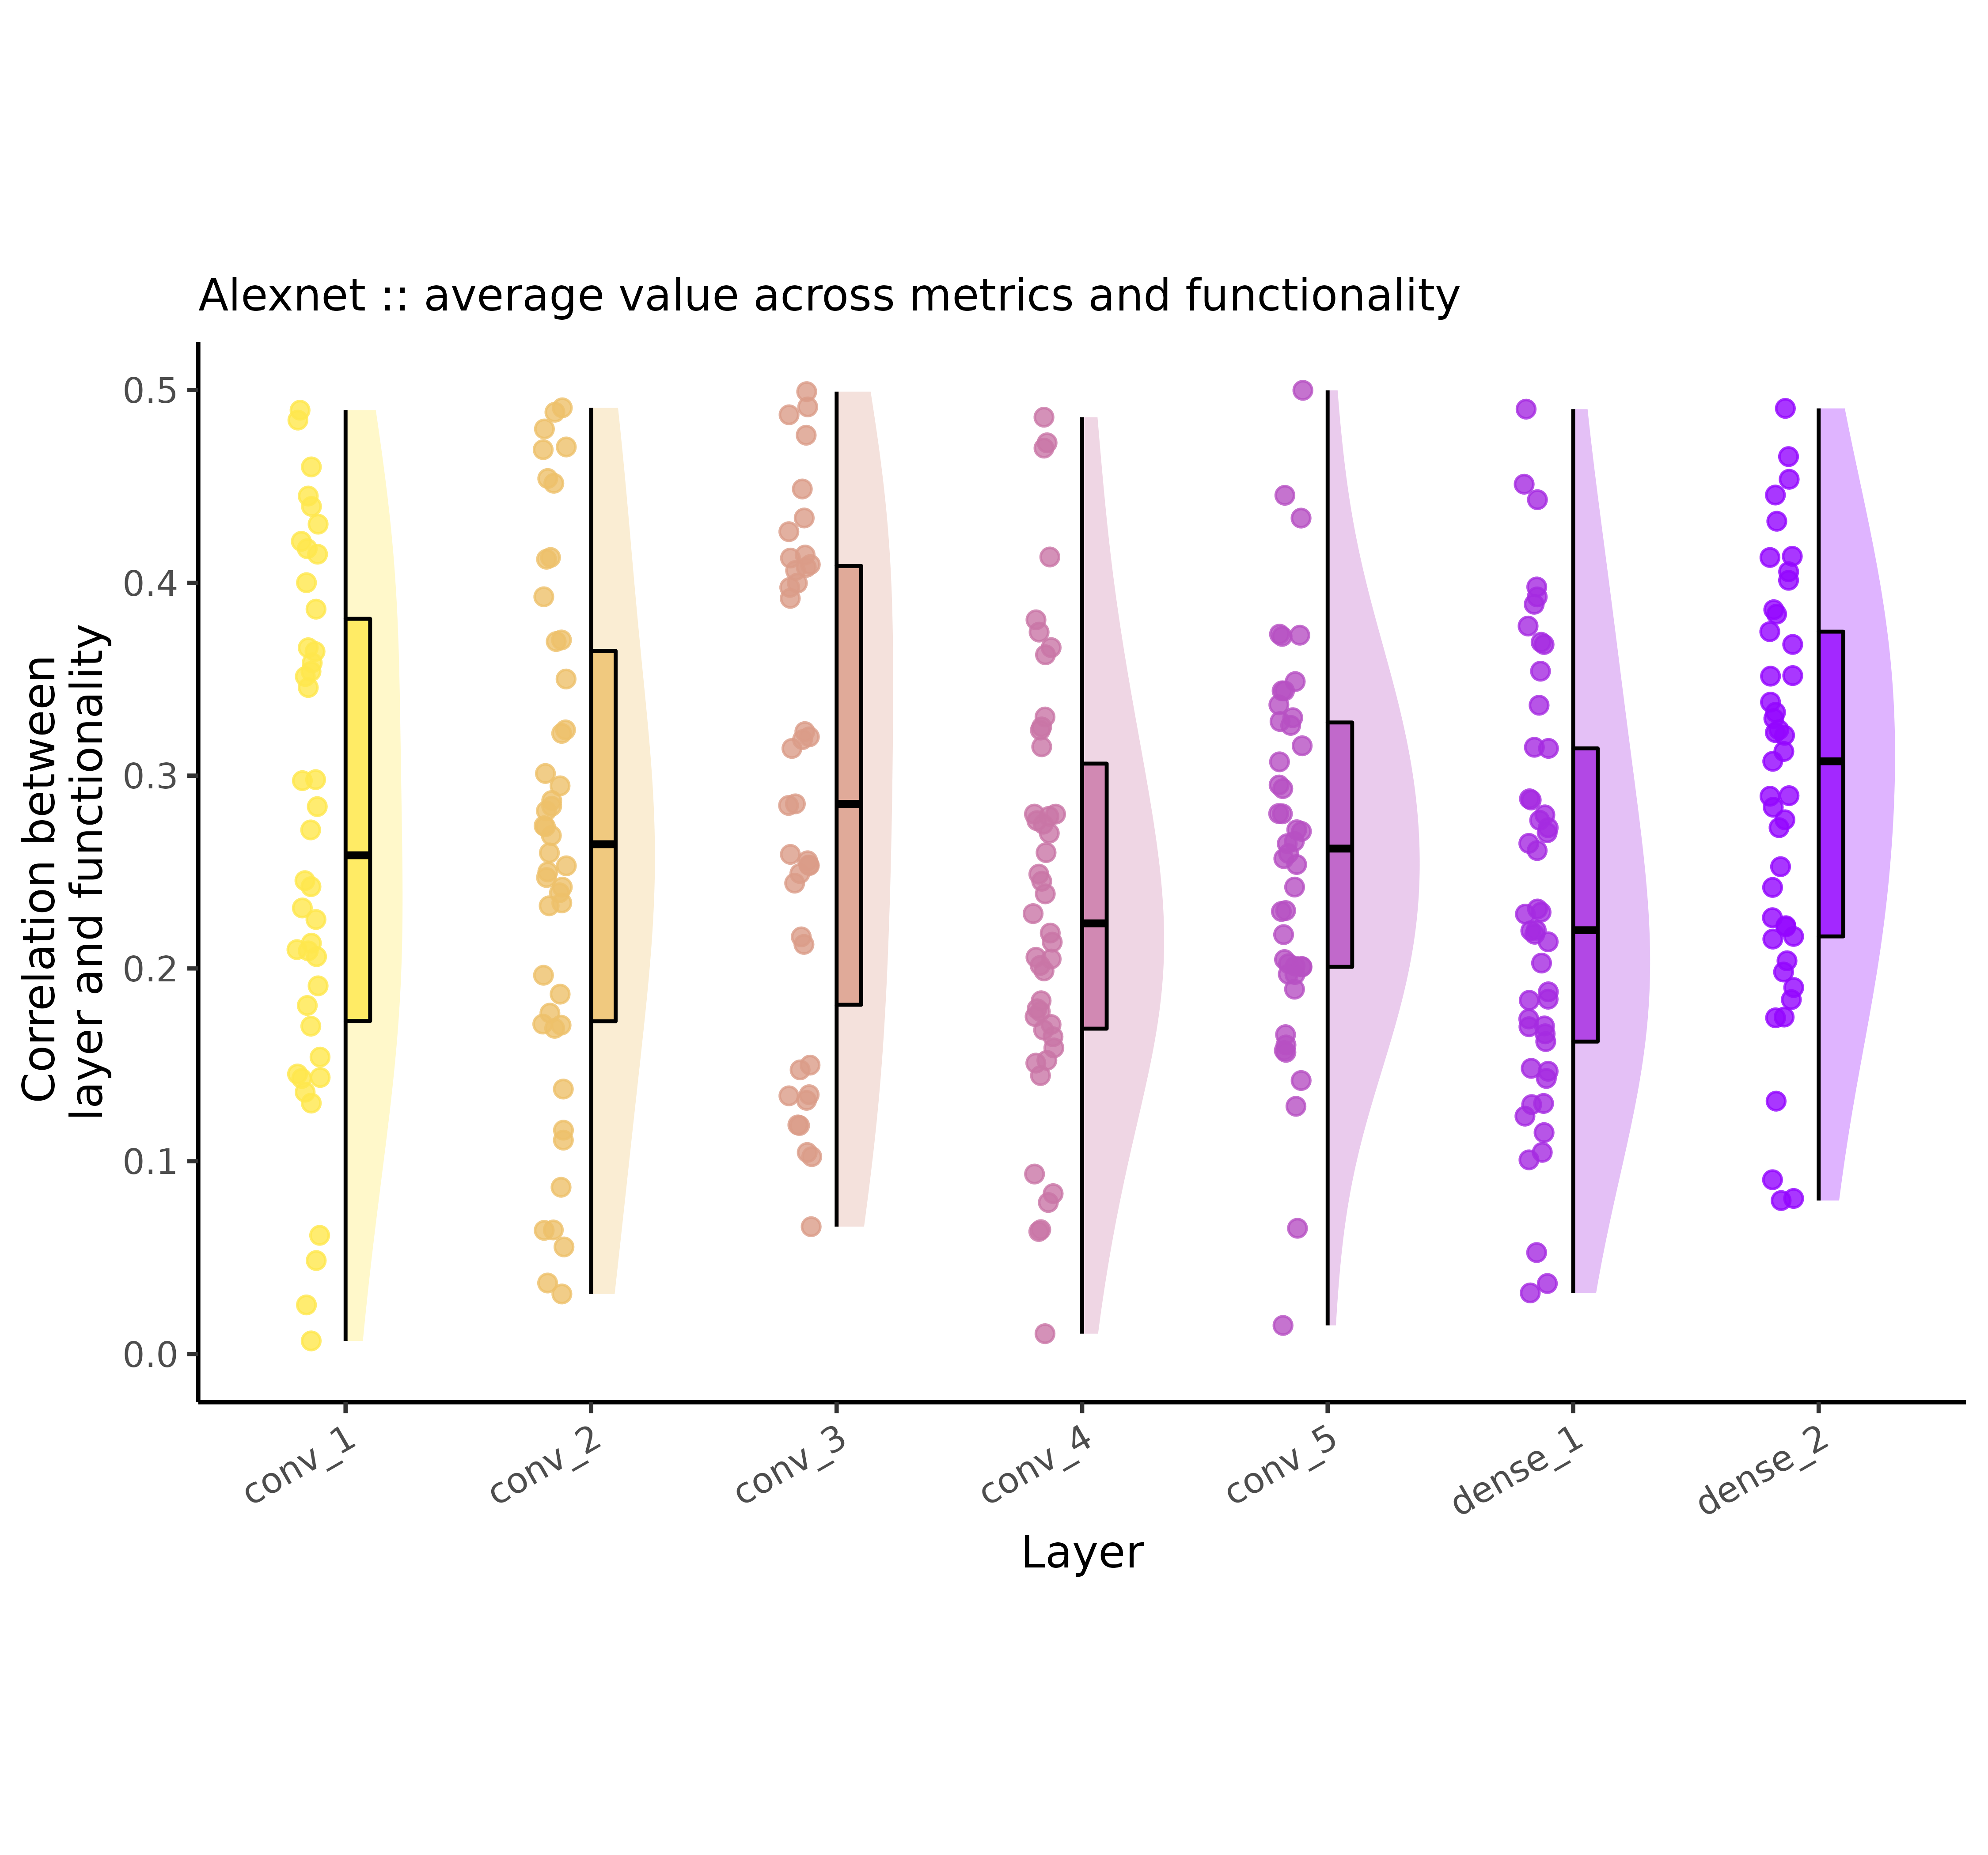 Alexnet :: average value across metrics and functionality
Correlation between
layer and functionality
0.5
0.4
0.3
0.2
0.1
0.0
conv_1
conv_2
conv_3
conv_4
conv_5
dense_1
dense_2
Layer